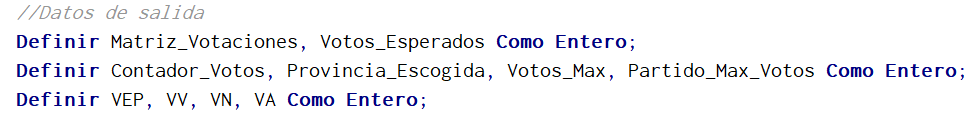 //Datos de salida
Definir Matriz_Votaciones, Votos_Esperados Como Entero;
Definir Contador_Votos, Provincia_Escogida, Votos_Max, Partido_Max_Votos Como Entero;
Definir VEP, VV, VN, VA Como Entero;